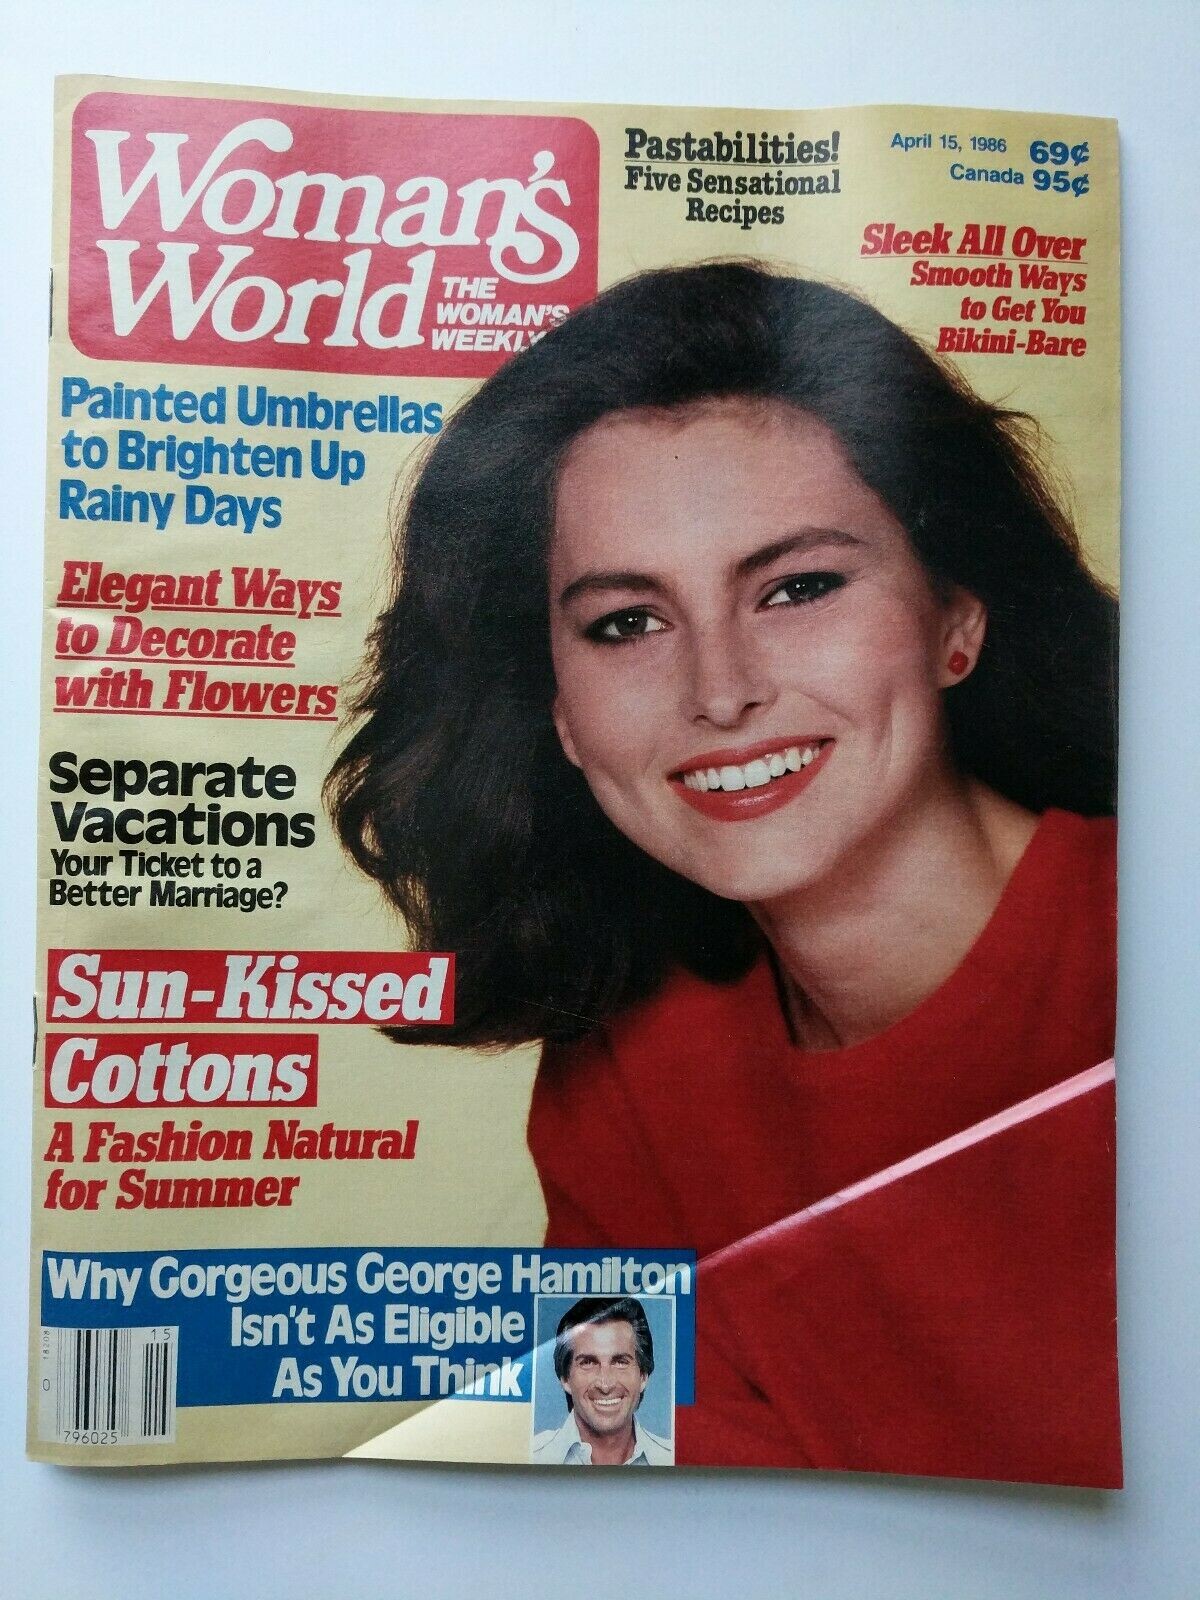 Woman's
World
THE
WOMAN'S
WEEKLY
Pastabilities!
Five Sensational
Recipes
April 15, 1986 69¢
Canada 95¢
Sleek All Over
Smooth Ways
to Get You
Bikini-Bare
Painted Umbrellas
to Brighten Up
Rainy Days
Elegant Ways
to Decorate
with Flowers
Separate
Vacations
Your Ticket to a
Better Marriage?
Sun-Kissed
Cottons
A Fashion Natural
for Summer
Why Gorgeous George Hamilton
Isn't As Eligible
As You Think
15
0
18208
796025